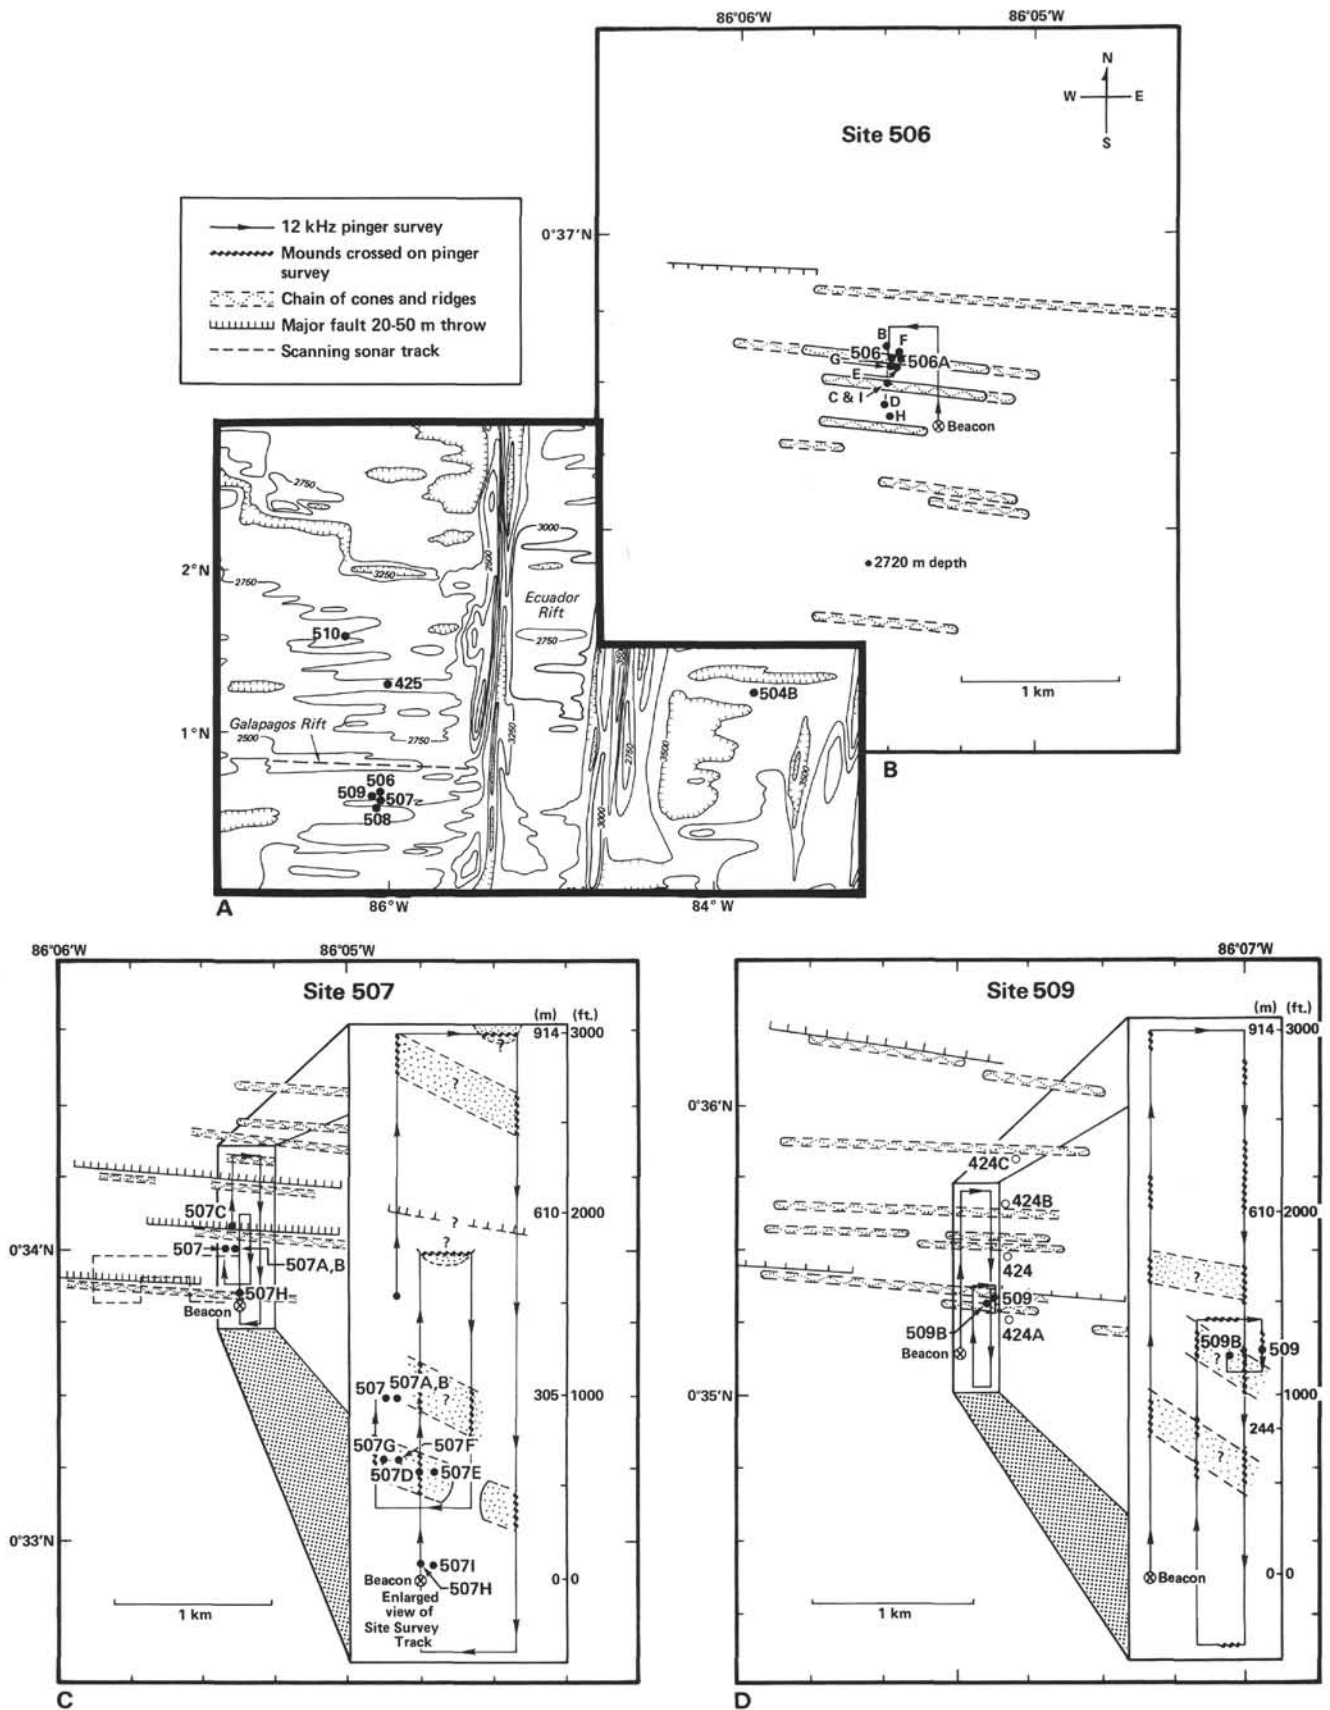 86°06'W
86°05'W
N
W
E
S
Site 506
12 kHz pinger survey
Mounds crossed on pinger
survey
Chain of cones and ridges
Major fault 20-50 m throw
Scanning sonar track
0°37'N
B
F
506
506A
G
E
C & I
D
H
Beacon
2720 m depth
1 km
B
2750
3000
2500
2°N
3250
2750
Ecuador
Rift
510
2750
3500
425
504B
Galapagos Rift
1°N
2500
2750
3250
2750
3500
3500
506
509
507
508
3000
A
86°W
84°W
86°06'W
86°05'W
Site 507
(m) (ft.)
914 3000
507C
610 2000
0°34'N
507
507A,B
507H
Beacon
?
?
?
?
?
507 507A,B
305 1000
507G
507F
507D
507E
0°33'N
507I
Beacon
507H
0 0
Enlarged
view of
Site Survey
Track
1 km
C
86°07'W
Site 509
(m) (ft.)
914 3000
0°36'N
424C
424B
610 2000
424
509
509B
424A
Beacon
?
509B
509
?
0°35'N
1000
244
?
Beacon
0 0
1 km
D